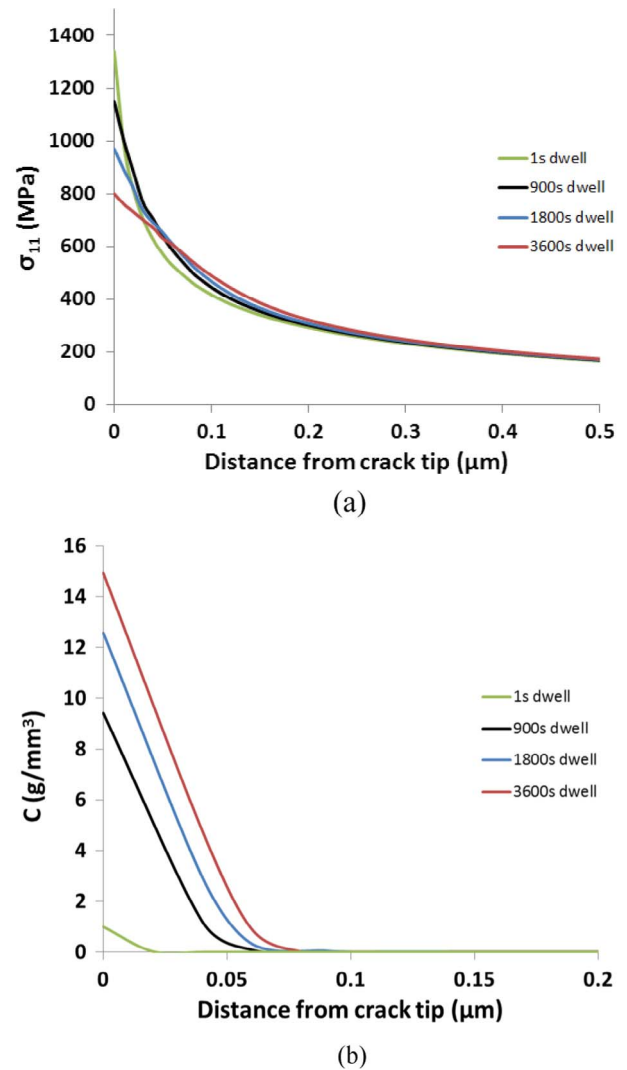 1400
1200
1000
800
600
400
200
0
σ11 (MPa)
1s dwell
900s dwell
1800s dwell
3600s dwell
0 0.1 0.2 0.3 0.4 0.5
Distance from crack tip (μm)
(a)
16
14
12
10
8
6
4
2
0
C (g/mm³)
1s dwell
900s dwell
1800s dwell
3600s dwell
0 0.05 0.1 0.15 0.2
Distance from crack tip (μm)
(b)